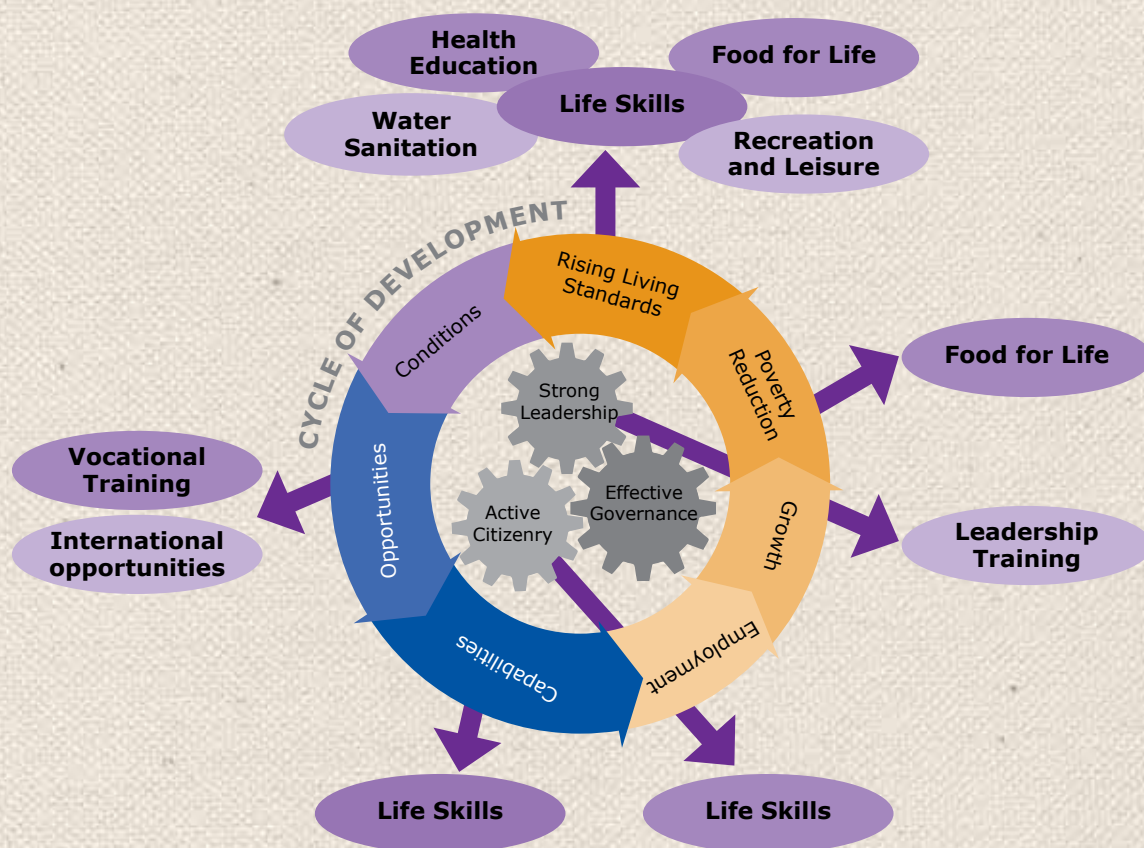 Health
Education
Food for Life
Life Skills
Water
Sanitation
Recreation
and Leisure
CYCLE OF DEVELOPMENT
Rising Living
Standards
Conditions
Poverty
Reduction
Food for Life
Strong
Leadership
Vocational
Training
Opportunities
Effective
Governance
Active
Citizenry
Growth
International
opportunities
Leadership
Training
Employment
Capabilitities
Life Skills
Life Skills